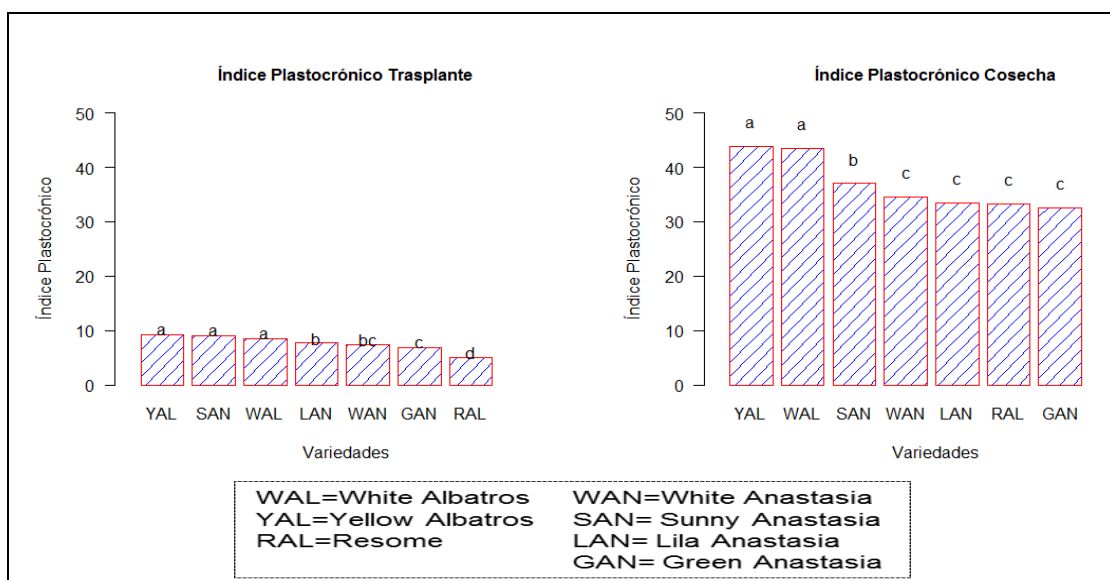 Índice Plastocrónico Trasplante
Índice Plastocrónico
50
40
30
20
10
0
a a a b bc c d
YAL SAN WAL LAN WAN GAN RAL
Variedades
Índice Plastocrónico Cosecha
Índice Plastocrónico
50
40
30
20
10
0
a a b c c c c
YAL WAL SAN WAN LAN RAL GAN
Variedades
WAL=White Albatros
YAL=Yellow Albatros
RAL=Resome
WAN=White Anastasia
SAN= Sunny Anastasia
LAN= Lila Anastasia
GAN= Green Anastasia